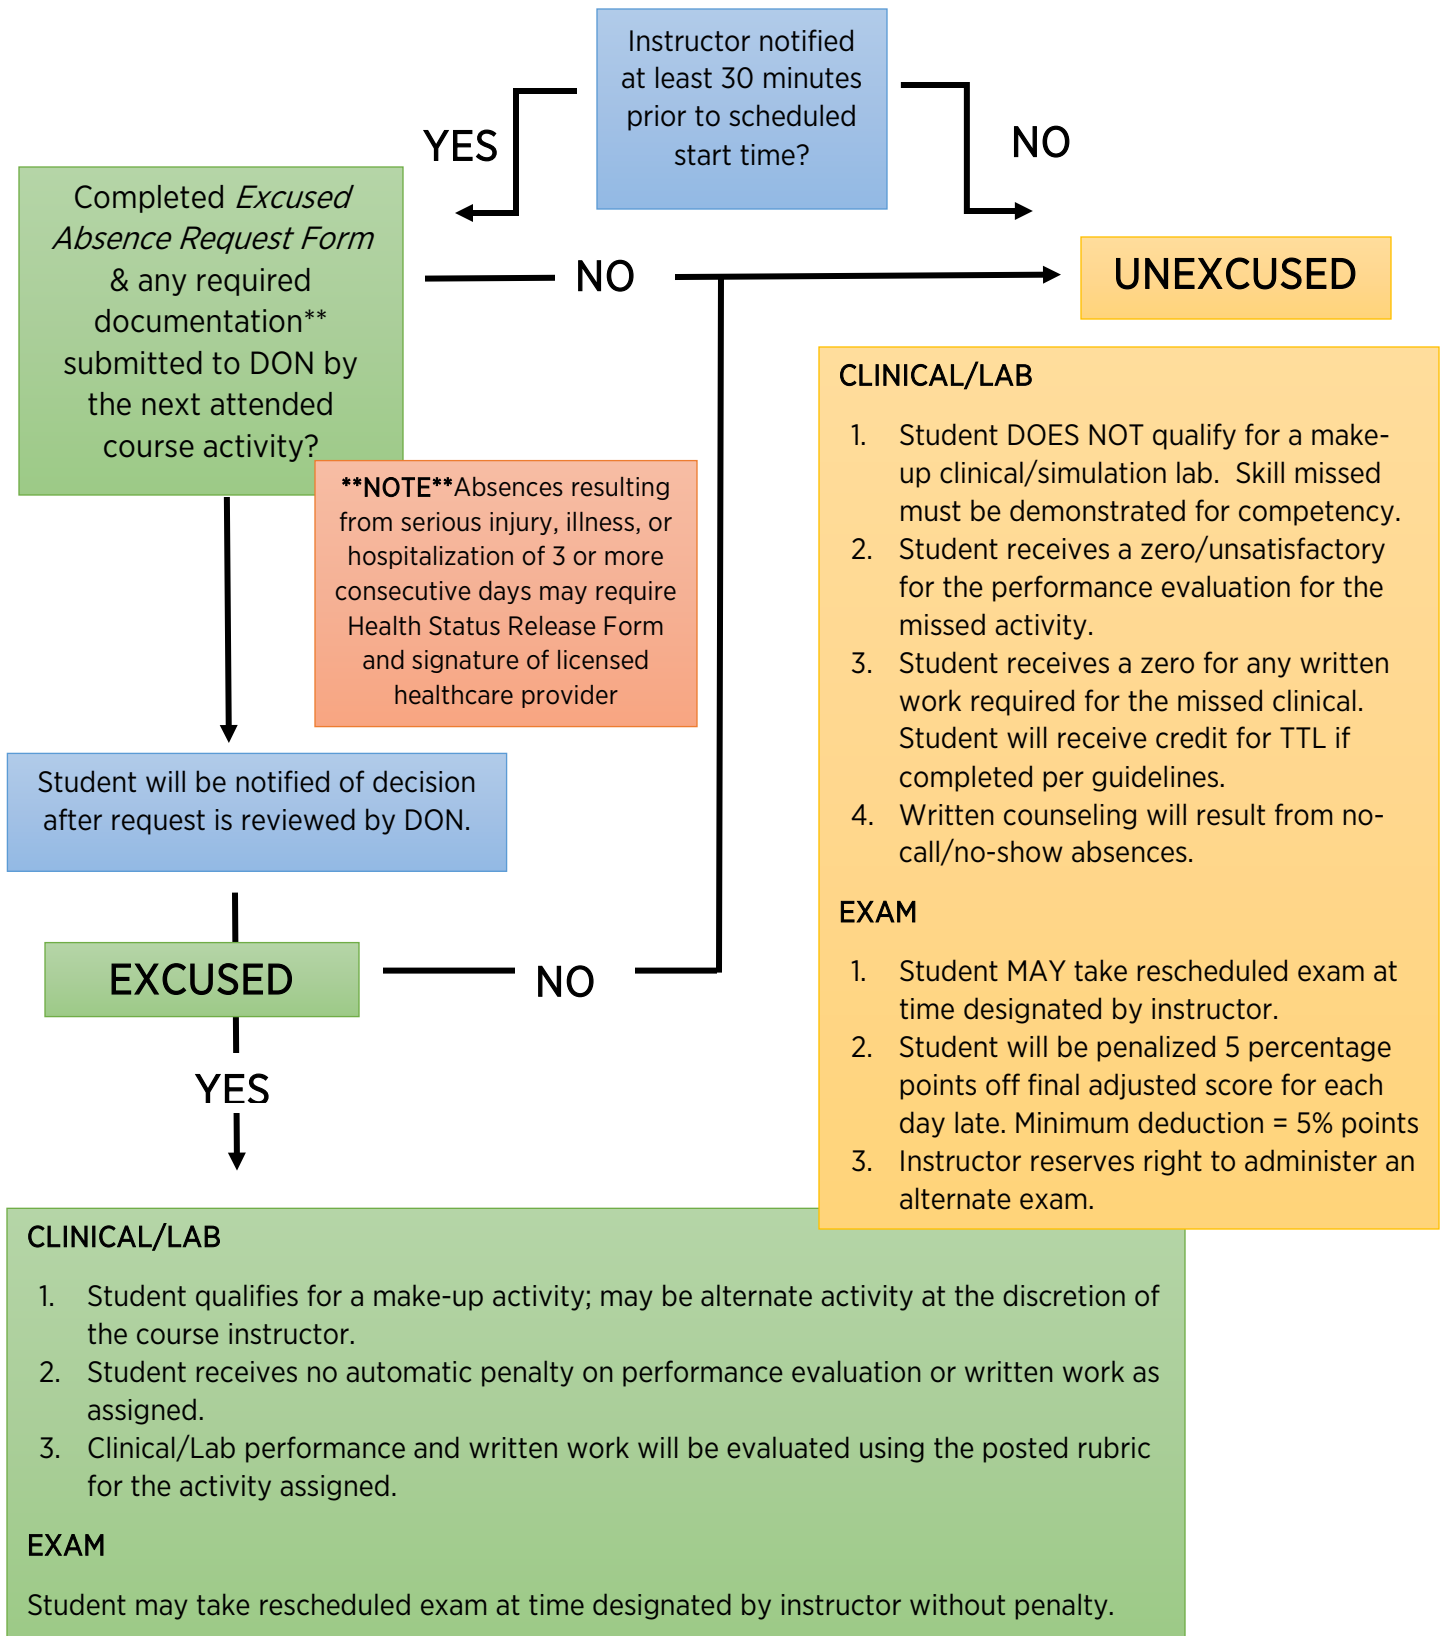 Instructor notified
at least 30 minutes
prior to scheduled
start time?
YES
NO
Completed Excused
Absence Request Form
& any required
documentation**
submitted to DON by
the next attended
course activity?
NO
UNEXCUSED
**NOTE**Absences resulting
from serious injury, illness, or
hospitalization of 3 or more
consecutive days may require
Health Status Release Form
and signature of licensed
healthcare provider
CLINICAL/LAB
1. Student DOES NOT qualify for a make-
up clinical/simulation lab. Skill missed
must be demonstrated for competency.
2. Student receives a zero/unsatisfactory
for the performance evaluation for the
missed activity.
3. Student receives a zero for any written
work required for the missed clinical.
Student will receive credit for TTL if
completed per guidelines.
4. Written counseling will result from no-
call/no-show absences.
EXAM
1. Student MAY take rescheduled exam at
time designated by instructor.
2. Student will be penalized 5 percentage
points off final adjusted score for each
day late. Minimum deduction = 5% points
3. Instructor reserves right to administer an
alternate exam.
Student will be notified of decision
after request is reviewed by DON.
EXCUSED
NO
YES
CLINICAL/LAB
1. Student qualifies for a make-up activity; may be alternate activity at the discretion of
the course instructor.
2. Student receives no automatic penalty on performance evaluation or written work as
assigned.
3. Clinical/Lab performance and written work will be evaluated using the posted rubric
for the activity assigned.
EXAM
Student may take rescheduled exam at time designated by instructor without penalty.